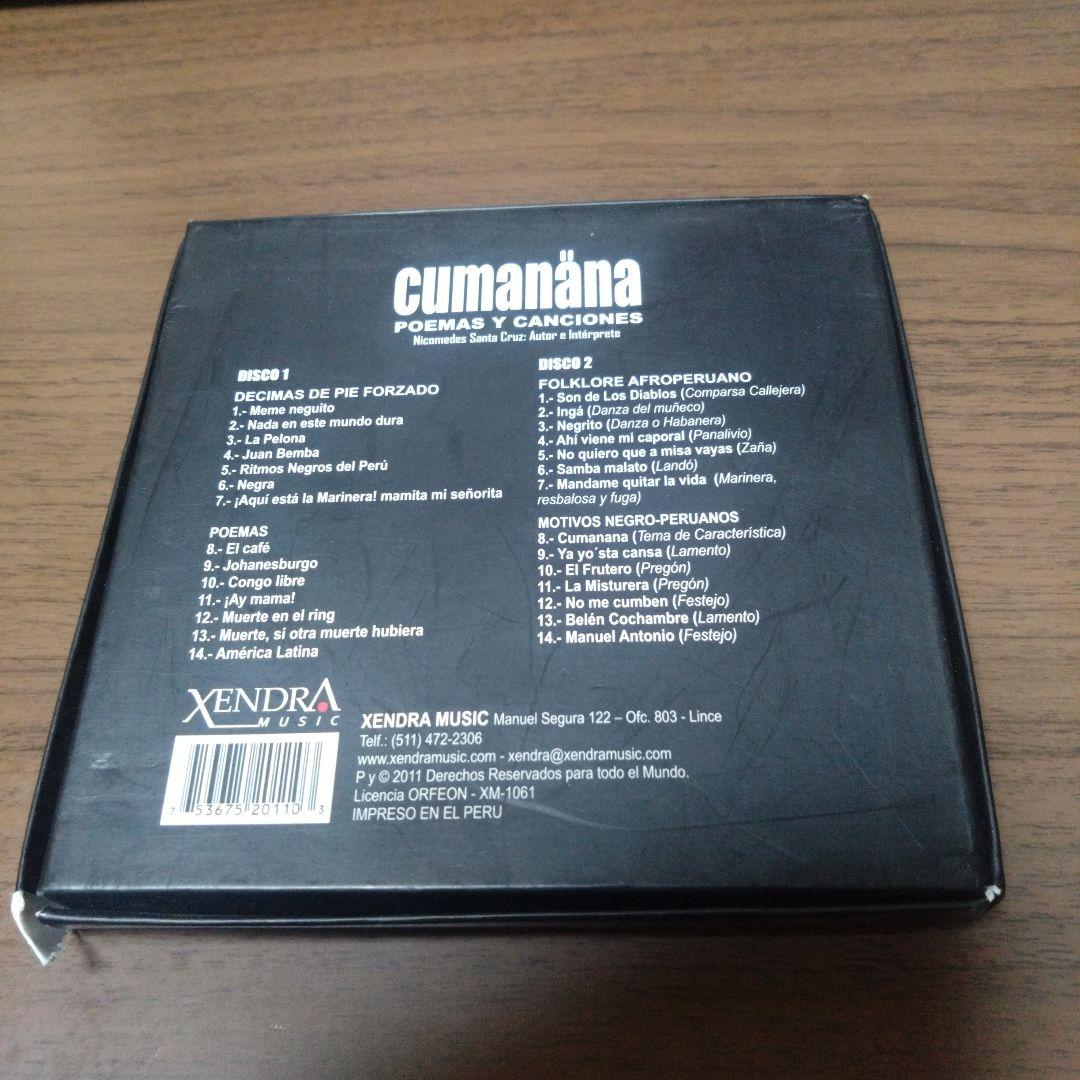 cumanäna
POEMAS Y CANCIONES
Nicomedes Santa Cruz: Autor e Intérprete
DISCO 1
DECIMAS DE PIE FORZADO
1.- Meme neguito
2.- Nada en este mundo dura
3.- La Pelona
4.- Juan Bemba
5.- Ritmos Negros del Perú
6.- Negra
7.- ¡Aquí está la Marinera! mamita mi señorita
POEMAS
8.- El café
9.- Johanesburgo
10.- Congo libre
11.- ¡Ay mama!
12.- Muerte en el ring
13.- Muerte, si otra muerte hubiera
14.- América Latina
DISCO 2
FOLKLORE AFROPERUANO
1.- Son de Los Diablos (Comparsa Callejera)
2.- Ingá (Danza del muñeco)
3.- Negrito (Danza o Habanera)
4.- Ahí viene mi caporal (Panalivio)
5.- No quiero que a misa vayas (Zaña)
6.- Samba malato (Landó)
7.- Mandame quitar la vida (Marinera,
resbalosa y fuga)
MOTIVOS NEGRO-PERUANOS
8.- Cumanana (Tema de Característica)
9.- Ya yo´sta cansa (Lamento)
10.- El Frutero (Pregón)
11.- La Misturera (Pregón)
12.- No me cumben (Festejo)
13.- Belén Cochambre (Lamento)
14.- Manuel Antonio (Festejo)
XENDRA
MUSIC
7 53675 20110 3
XENDRA MUSIC Manuel Segura 122 – Ofc. 803 - Lince
Telf.: (511) 472-2306
www.xendramusic.com - xendra@xendramusic.com
P y © 2011 Derechos Reservados para todo el Mundo.
Licencia ORFEON - XM-1061
IMPRESO EN EL PERU